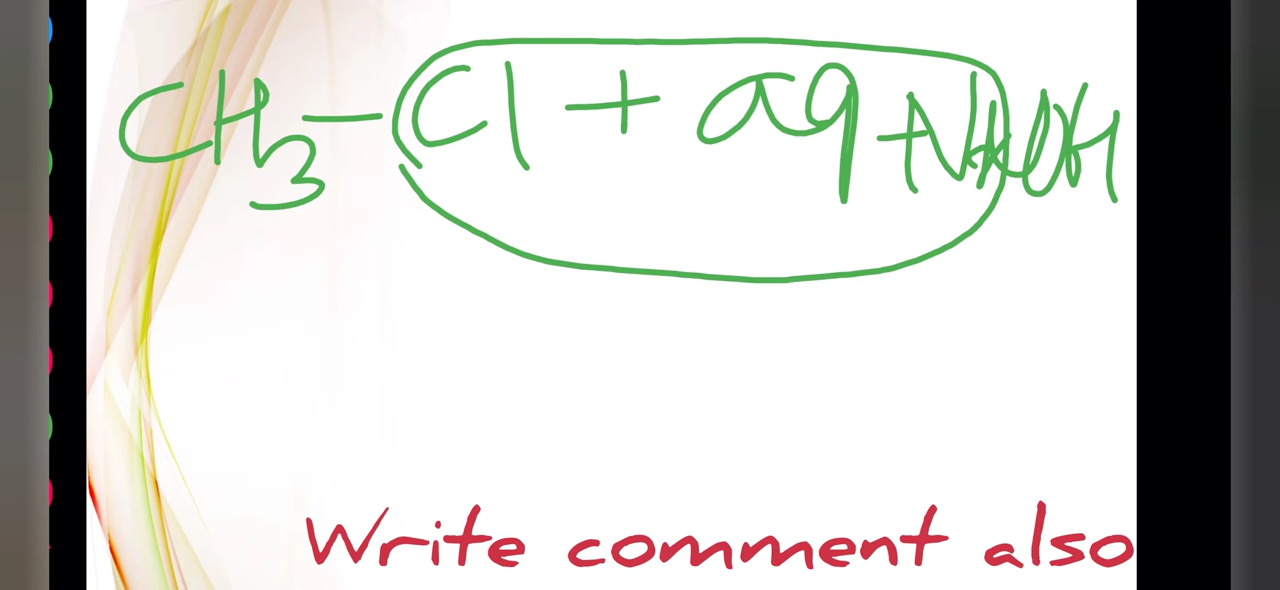 CH3-Cl + aq + NaOH
Write comment also